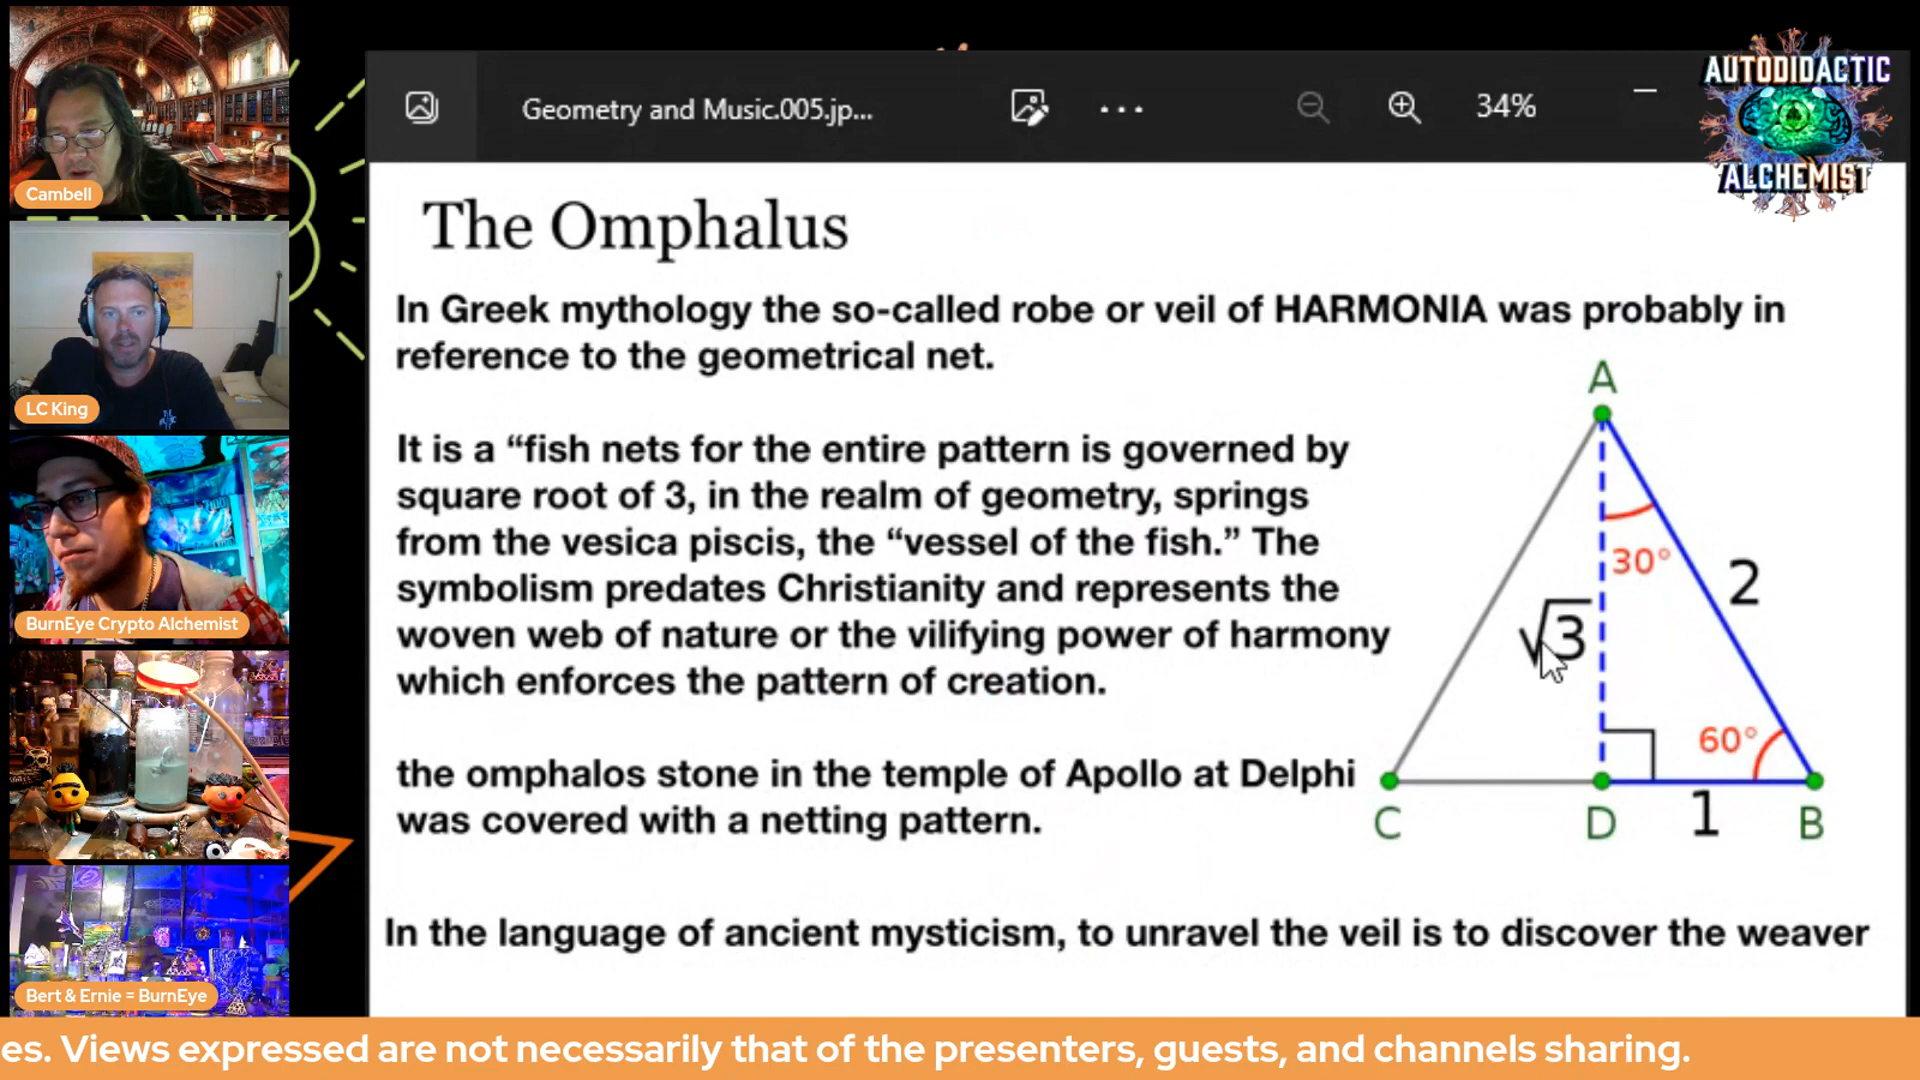 Geometry and Music.005.jp...
34%
AUTODIDACTIC
ALCHEMIST
Cambell
LC King
BurnEye Crypto Alchemist
Bert & Ernie = BurnEye
The Omphalus
In Greek mythology the so-called robe or veil of HARMONIA was probably in
reference to the geometrical net.
It is a “fish nets for the entire pattern is governed by
square root of 3, in the realm of geometry, springs
from the vesica piscis, the “vessel of the fish.” The
symbolism predates Christianity and represents the
woven web of nature or the vilifying power of harmony
which enforces the pattern of creation.
the omphalos stone in the temple of Apollo at Delphi
was covered with a netting pattern.
In the language of ancient mysticism, to unravel the veil is to discover the weaver
A
30°
2
√3
60°
C
D
1
B
es. Views expressed are not necessarily that of the presenters, guests, and channels sharing.